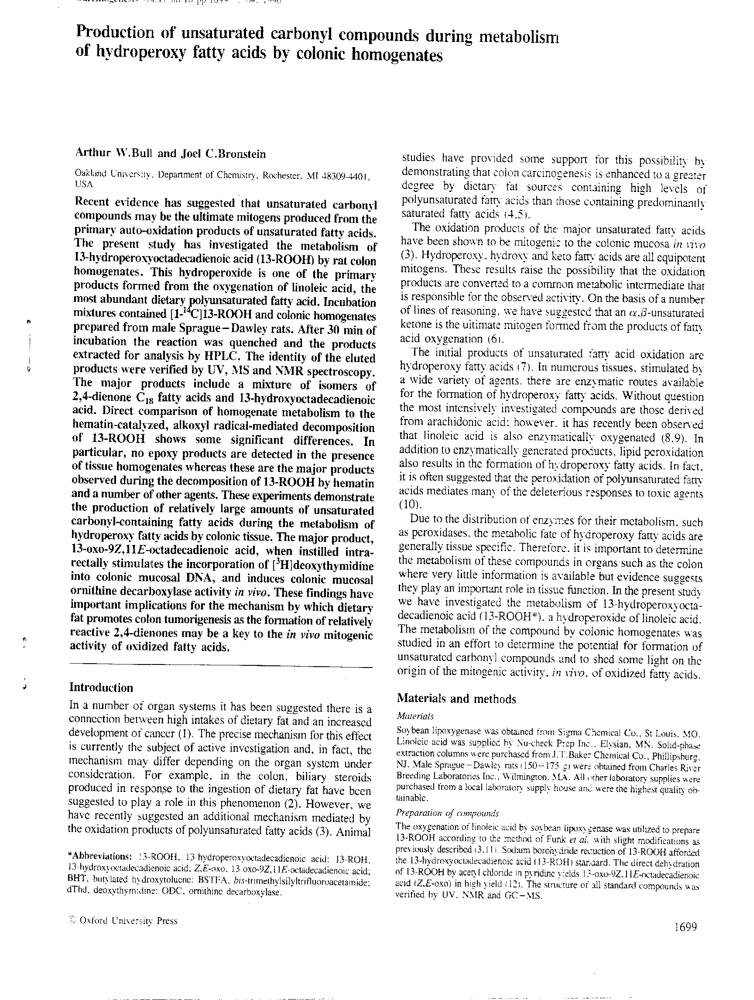 Production of unsaturated carbonyl compounds during metabolism
of hydroperoxy fatty acids by colonic homogenates
Arthur W.Bull and Joel C.Bronstein
Oakland University, Department of Chemistry, Rochester, MI 48309-4401,
USA
Recent evidence has suggested that unsaturated carbonyl
compounds may be the ultimate mitogens produced from the
primary auto-oxidation products of unsaturated fatty acids.
The present study has investigated the metabolism of
13-hydroperoxyoctadecadienoic acid (13-ROOH) by rat colon
homogenates. This hydroperoxide is one of the primary
products formed from the oxygenation of linoleic acid, the
most abundant dietary polyunsaturated fatty acid. Incubation
mixtures contained [1-¹⁴C]13-ROOH and colonic homogenates
prepared from male Sprague–Dawley rats. After 30 min of
incubation the reaction was quenched and the products
extracted for analysis by HPLC. The identity of the eluted
products were verified by UV, MS and NMR spectroscopy.
The major products include a mixture of isomers of
2,4-dienone C₁₈ fatty acids and 13-hydroxyoctadecadienoic
acid. Direct comparison of homogenate metabolism to the
hematin-catalyzed, alkoxyl radical-mediated decomposition
of 13-ROOH shows some significant differences. In
particular, no epoxy products are detected in the presence
of tissue homogenates whereas these are the major products
observed during the decomposition of 13-ROOH by hematin
and a number of other agents. These experiments demonstrate
the production of relatively large amounts of unsaturated
carbonyl-containing fatty acids during the metabolism of
hydroperoxy fatty acids by colonic tissue. The major product,
13-oxo-9Z,11E-octadecadienoic acid, when instilled intra-
rectally stimulates the incorporation of [³H]deoxythymidine
into colonic mucosal DNA, and induces colonic mucosal
ornithine decarboxylase activity in vivo. These findings have
important implications for the mechanism by which dietary
fat promotes colon tumorigenesis as the formation of relatively
reactive 2,4-dienones may be a key to the in vivo mitogenic
activity of oxidized fatty acids.
Introduction
In a number of organ systems it has been suggested there is a
connection between high intakes of dietary fat and an increased
development of cancer (1). The precise mechanism for this effect
is currently the subject of active investigation and, in fact, the
mechanism may differ depending on the organ system under
consideration. For example, in the colon, biliary steroids
produced in response to the ingestion of dietary fat have been
suggested to play a role in this phenomenon (2). However, we
have recently suggested an additional mechanism mediated by
the oxidation products of polyunsaturated fatty acids (3). Animal
*Abbreviations: 13-ROOH, 13 hydroperoxyoctadecadienoic acid; 13-ROH,
13-hydroxyoctadecadienoic acid; Z,E-oxo, 13 oxo-9Z,11E-octadecadienoic acid;
BHT, butylated hydroxytoluene; BSTFA, bis-trimethylsilyltrifluoroacetamide;
dThd, deoxythymidine; ODC, ornithine decarboxylase.
© Oxford University Press
studies have provided some support for this possibility by
demonstrating that colon carcinogenesis is enhanced to a greater
degree by dietary fat sources containing high levels of
polyunsaturated fatty acids than those containing predominantly
saturated fatty acids (4,5).
The oxidation products of the major unsaturated fatty acids
have been shown to be mitogenic to the colonic mucosa in vivo
(3). Hydroperoxy, hydroxy and keto fatty acids are all equipotent
mitogens. These results raise the possibility that the oxidation
products are converted to a common metabolic intermediate that
is responsible for the observed activity. On the basis of a number
of lines of reasoning, we have suggested that an α,β-unsaturated
ketone is the ultimate mitogen formed from the products of fatty
acid oxygenation (6).
The initial products of unsaturated fatty acid oxidation are
hydroperoxy fatty acids (7). In numerous tissues, stimulated by
a wide variety of agents, there are enzymatic routes available
for the formation of hydroperoxy fatty acids. Without question
the most intensively investigated compounds are those derived
from arachidonic acid; however, it has recently been observed
that linoleic acid is also enzymatically oxygenated (8,9). In
addition to enzymatically generated products, lipid peroxidation
also results in the formation of hydroperoxy fatty acids. In fact,
it is often suggested that the peroxidation of polyunsaturated fatty
acids mediates many of the deleterious responses to toxic agents
(10).
Due to the distribution of enzymes for their metabolism, such
as peroxidases, the metabolic fate of hydroperoxy fatty acids are
generally tissue specific. Therefore, it is important to determine
the metabolism of these compounds in organs such as the colon
where very little information is available but evidence suggests
they play an important role in tissue function. In the present study
we have investigated the metabolism of 13-hydroperoxyocta-
decadienoic acid (13-ROOH*), a hydroperoxide of linoleic acid.
The metabolism of the compound by colonic homogenates was
studied in an effort to determine the potential for formation of
unsaturated carbonyl compounds and to shed some light on the
origin of the mitogenic activity, in vivo, of oxidized fatty acids.
Materials and methods
Materials
Soybean lipoxygenase was obtained from Sigma Chemical Co., St Louis, MO.
Linoleic acid was supplied by Nu-check Prep Inc., Elysian, MN. Solid-phase
extraction columns were purchased from J.T.Baker Chemical Co., Phillipsburg,
NJ. Male Sprague–Dawley rats (150–175 g) were obtained from Charles River
Breeding Laboratories Inc., Wilmington, MA. All other laboratory supplies were
purchased from a local laboratory supply house and were the highest quality ob-
tainable.
Preparation of compounds
The oxygenation of linoleic acid by soybean lipoxygenase was utilized to prepare
13-ROOH according to the method of Funk et al. with slight modifications as
previously described (3,11). Sodium borohydride reduction of 13-ROOH afforded
the 13-hydroxyoctadecadienoic acid (13-ROH) standard. The direct dehydration
of 13-ROOH by acetyl chloride in pyridine yields 13-oxo-9Z,11E-octadecadienoic
acid (Z,E-oxo) in high yield (12). The structure of all standard compounds was
verified by UV, NMR and GC–MS.
1699